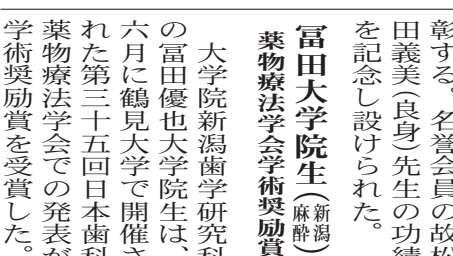 彰する。名誉会員の故松
田義美（良身）先生の功績
を記念し設けられた。
冨田大学院生（新潟麻酔）
薬物療法学会学術奨励賞
大学院新潟歯学研究科
の冨田優也大学院生は、
六月に鶴見大学で開催さ
れた第三十五回日本歯科
薬物療法学会での発表が
学術奨励賞を受賞した。